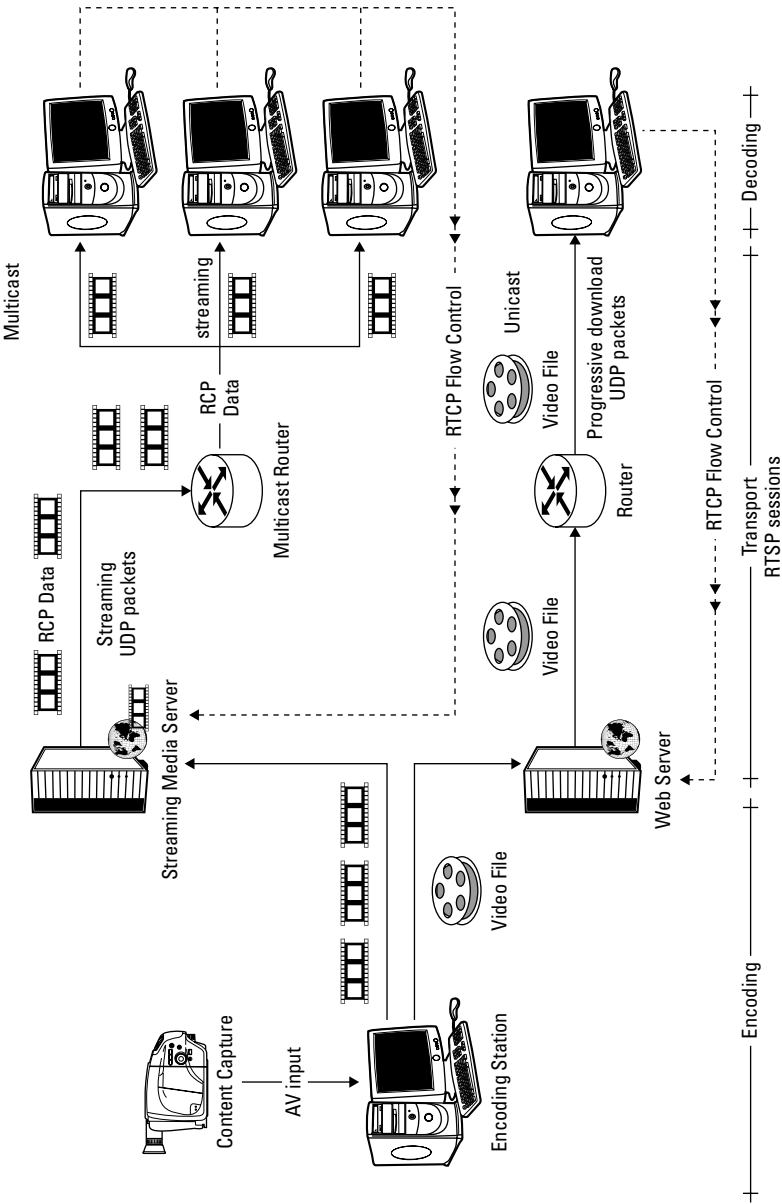 Content Capture
AV input
Encoding Station
Video File
Streaming Media Server
RCP Data
Streaming
UDP packets
Multicast Router
RCP
Data
streaming
Multicast
RTCP Flow Control
Web Server
Video File
Router
Video File
Unicast
Progressive download
UDP packets
RTCP Flow Control
Encoding
Transport
RTSP sessions
Decoding